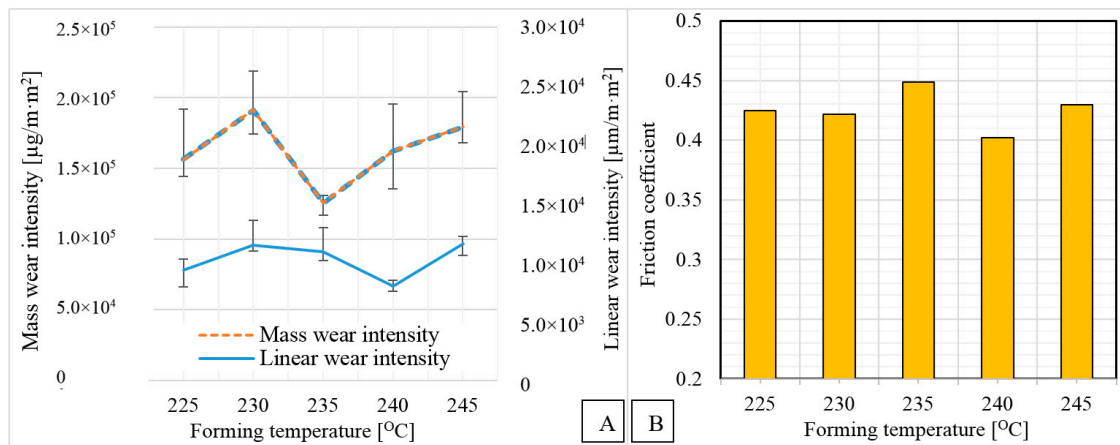 Mass wear intensity [µg/m·m²]
2.5×10⁵
2.0×10⁵
1.5×10⁵
1.0×10⁵
5.0×10⁴
0
Mass wear intensity
Linear wear intensity
225 230 235 240 245
Forming temperature [ᴼC]
3.0×10⁴
2.5×10⁴
2.0×10⁴
1.5×10⁴
1.0×10⁴
5.0×10³
0
Linear wear intensity [µm/m·m²]
A
B
Friction coefficient
0.5
0.45
0.4
0.35
0.3
0.25
0.2
225 230 235 240 245
Forming temperature [ᴼC]